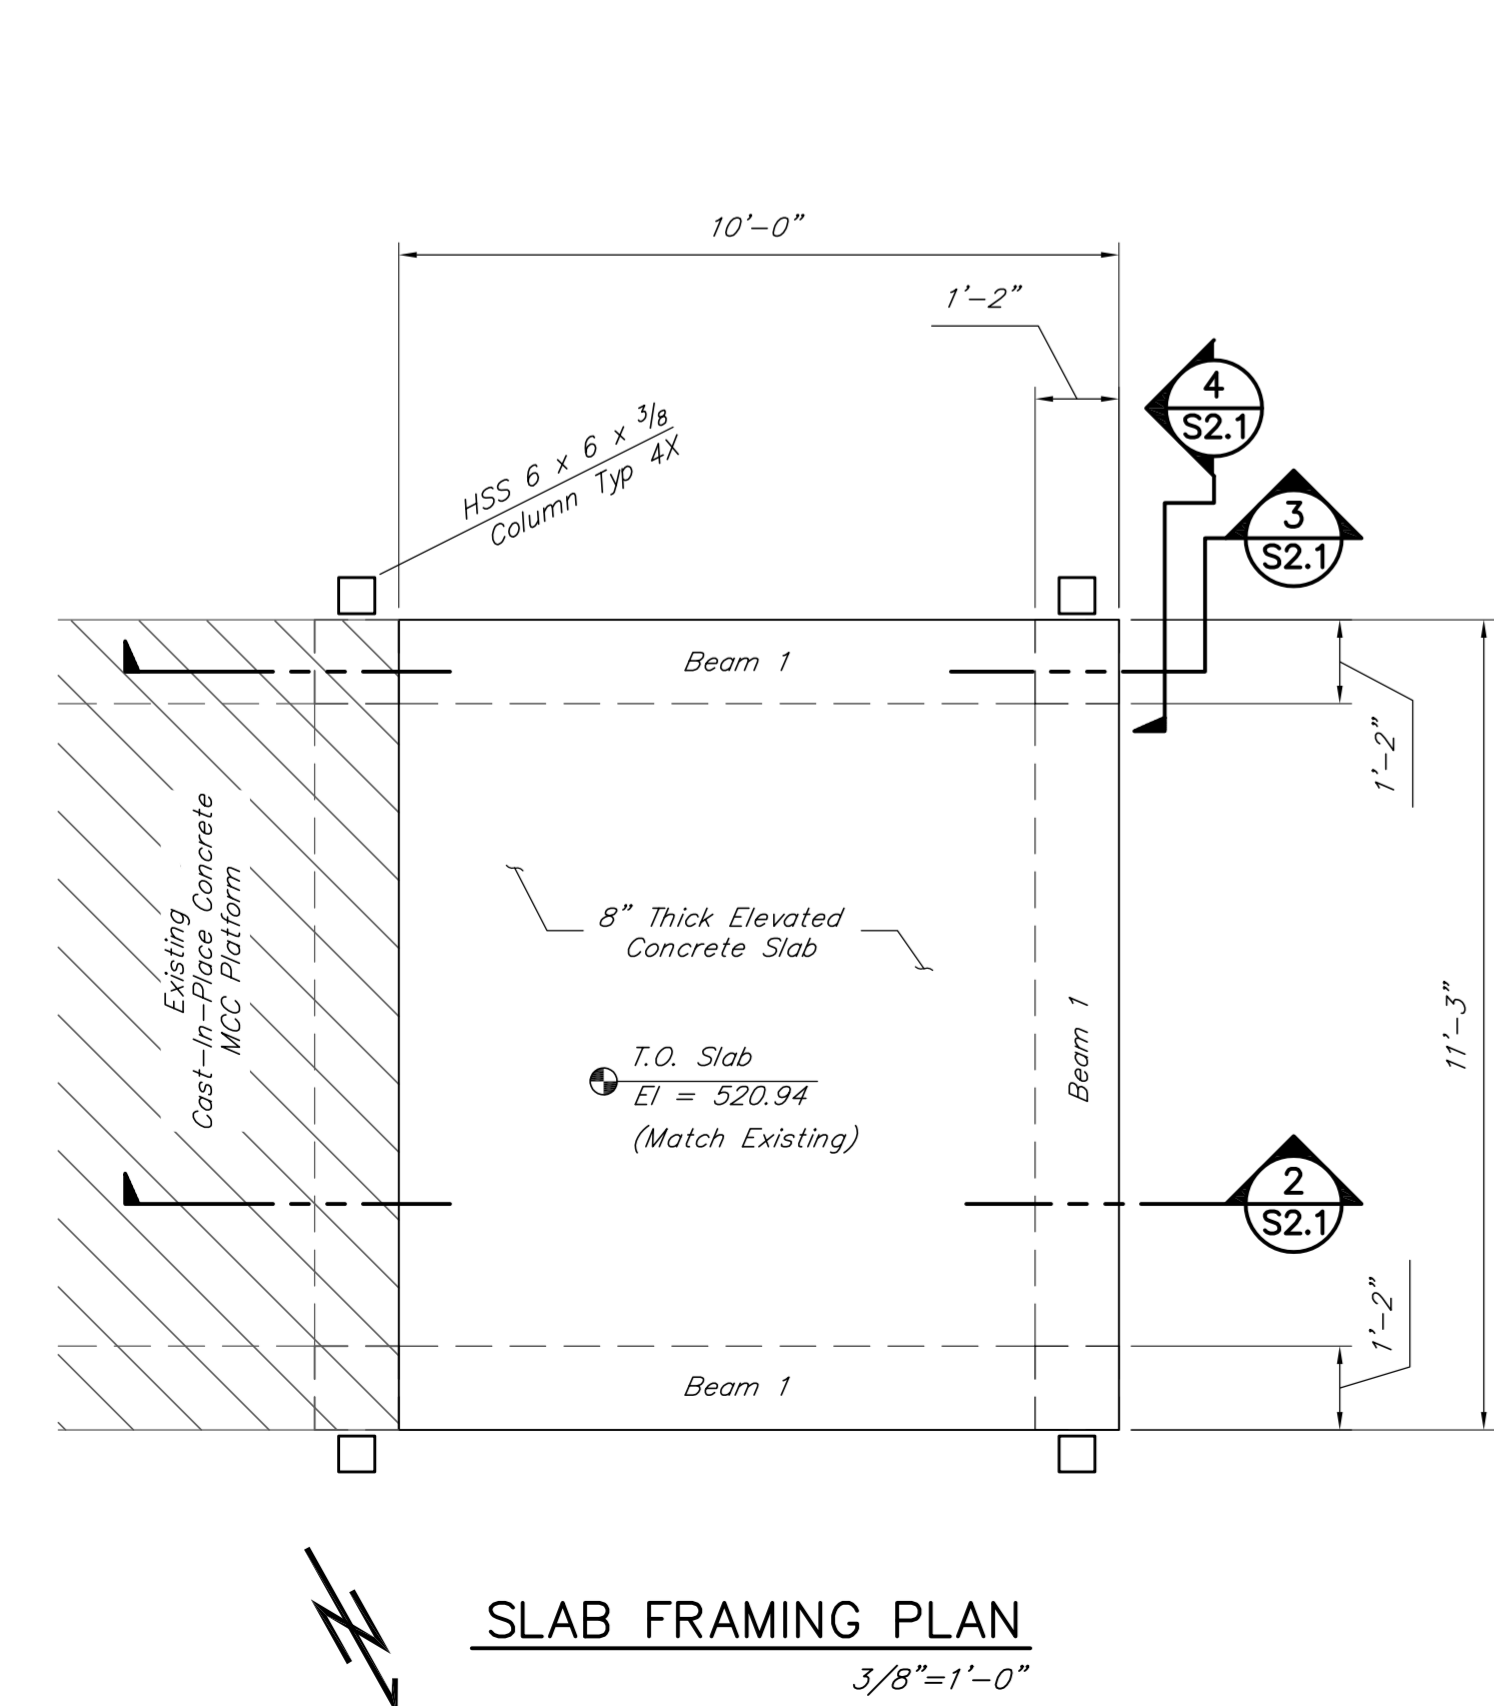 10'-0"
1'-2"
4
S2.1
HSS 6 x 6 x 3/8
Column Typ 4X
3
S2.1
Beam 1
1'-2"
Existing
Cast-In-Place Concrete
MCC Platform
8" Thick Elevated
Concrete Slab
11'-3"
Beam 1
T.O. Slab
El = 520.94
(Match Existing)
2
S2.1
1'-2"
Beam 1
SLAB FRAMING PLAN
3/8"=1'-0"